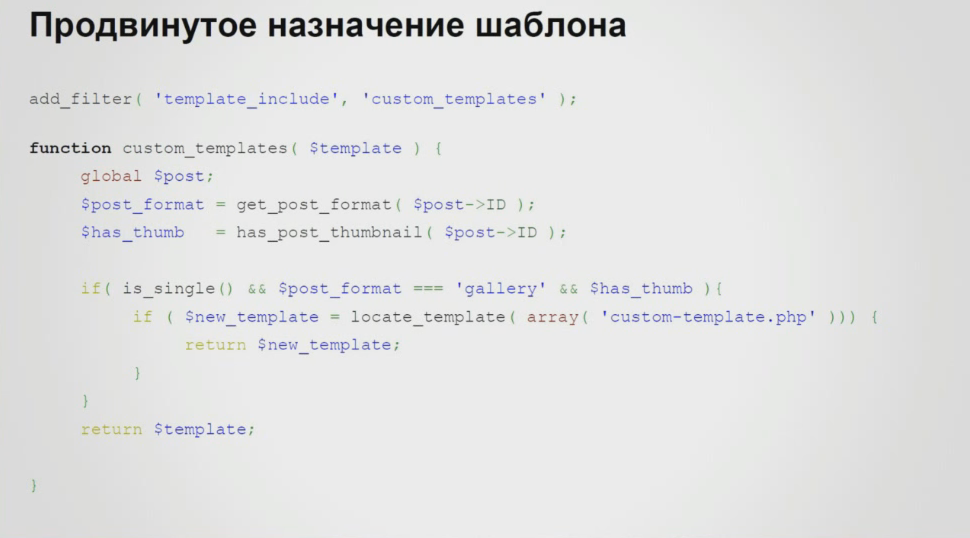 Продвинутое назначение шаблона
add_filter( 'template_include', 'custom_templates' );
function custom_templates( $template ) {
global $post;
$post_format = get_post_format( $post->ID );
$has_thumb = has_post_thumbnail( $post->ID );
if( is_single() && $post_format === 'gallery' && $has_thumb ){
if ( $new_template = locate_template( array( 'custom-template.php' ))) {
return $new_template;
}
}
return $template;
}